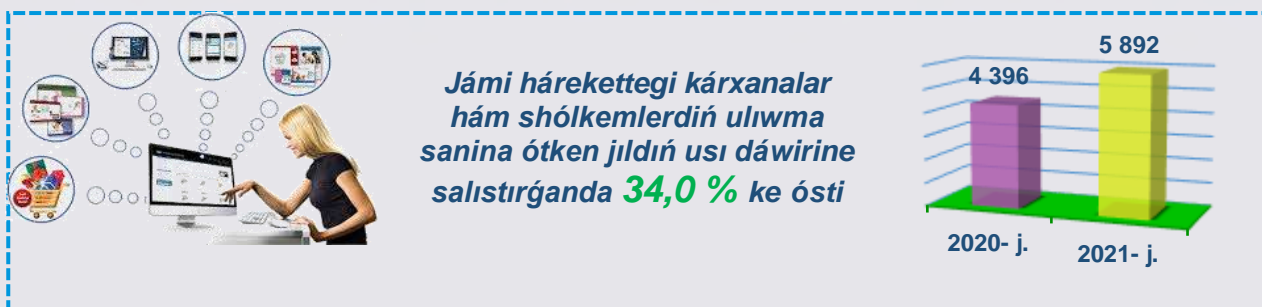 Jámi hárekettegi kárxanalar
hám shólkemlerdiń ulıwma
sanina ótken jıldıń usı dáwirine
salıstırǵanda 34,0 % ke ósti
5 892
4 396
2020- j.
2021- j.